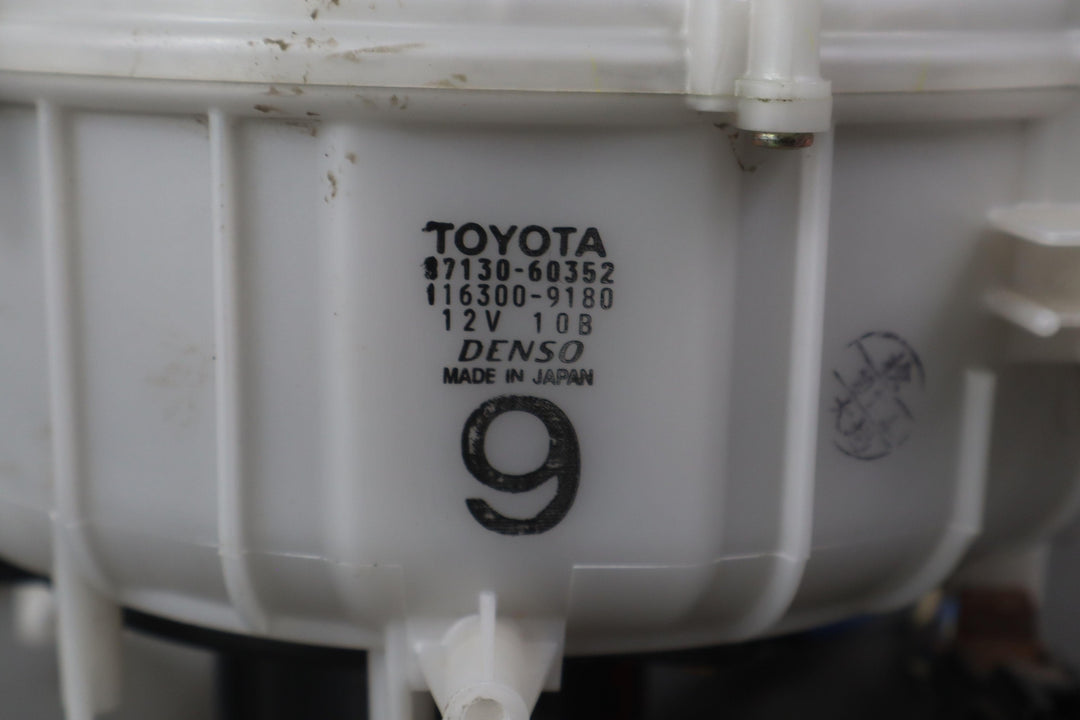 TOYOTA
87130-60352
116300-9180
12V 10B
DENSO
MADE IN JAPAN
9